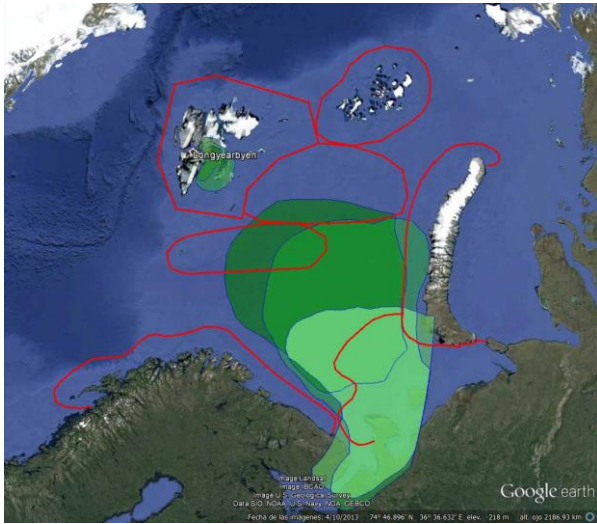 Longyearbyen
Image Landsat
Image IBCAO
Image U.S. Geological Survey
Data SIO, NOAA, U.S. Navy, NGA, GEBCO
Google earth
Fecha de las imágenes: 4/10/2013 74° 46.896' N 36° 36.632' E elev. -218 m alt. ojo 2186.93 km